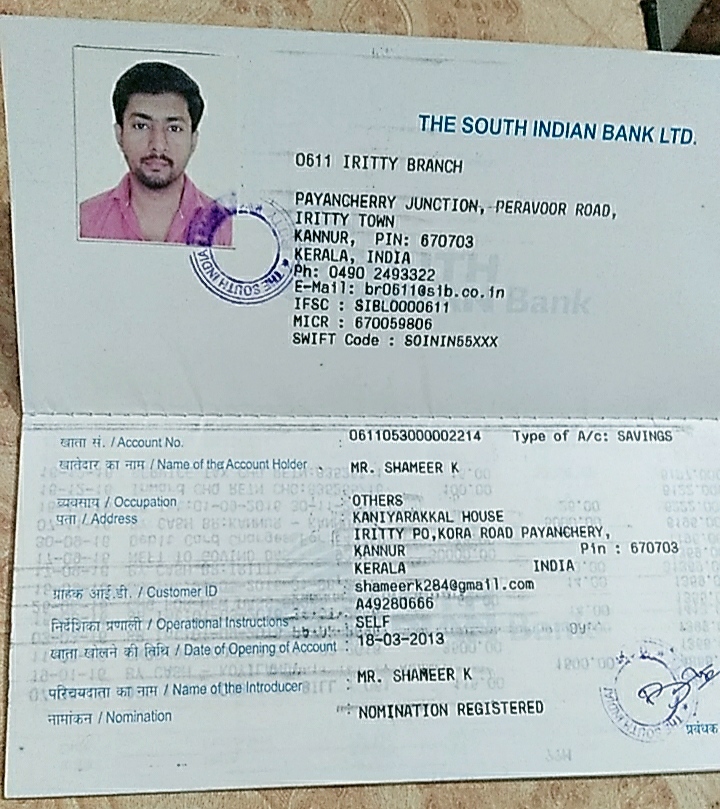 THE SOUTH INDIAN BANK LTD.
0611 IRITTY BRANCH
PAYANCHERRY JUNCTION, PERAVOOR ROAD,
IRITTY TOWN
KANNUR, PIN: 670703
KERALA, INDIA
Ph: 0490 2493322
E-Mail: br0611@sib.co.in
IFSC : SIBL0000611
MICR : 670059806
SWIFT Code : SOININ55XXX
THE SOUTH INDIA
खाता सं. / Account No. : 0611053000002214 Type of A/c: SAVINGS
खातेदार का नाम / Name of the Account Holder : MR. SHAMEER K
व्यवसाय / Occupation : OTHERS
पता / Address : KANIYARAKKAL HOUSE
IRITTY PO,KORA ROAD PAYANCHERY,
KANNUR Pin : 670703
KERALA INDIA
shameerk284@gmail.com
ग्राहक आई.डी. / Customer ID : A49280666
निर्देशिका प्रणाली / Operational Instructions : SELF
खाता खोलने की तिथि / Date of Opening of Account : 18-03-2013
परिचयदाता का नाम / Name of the Introducer : MR. SHAMEER K
नामांकन / Nomination : NOMINATION REGISTERED
प्रबंधक